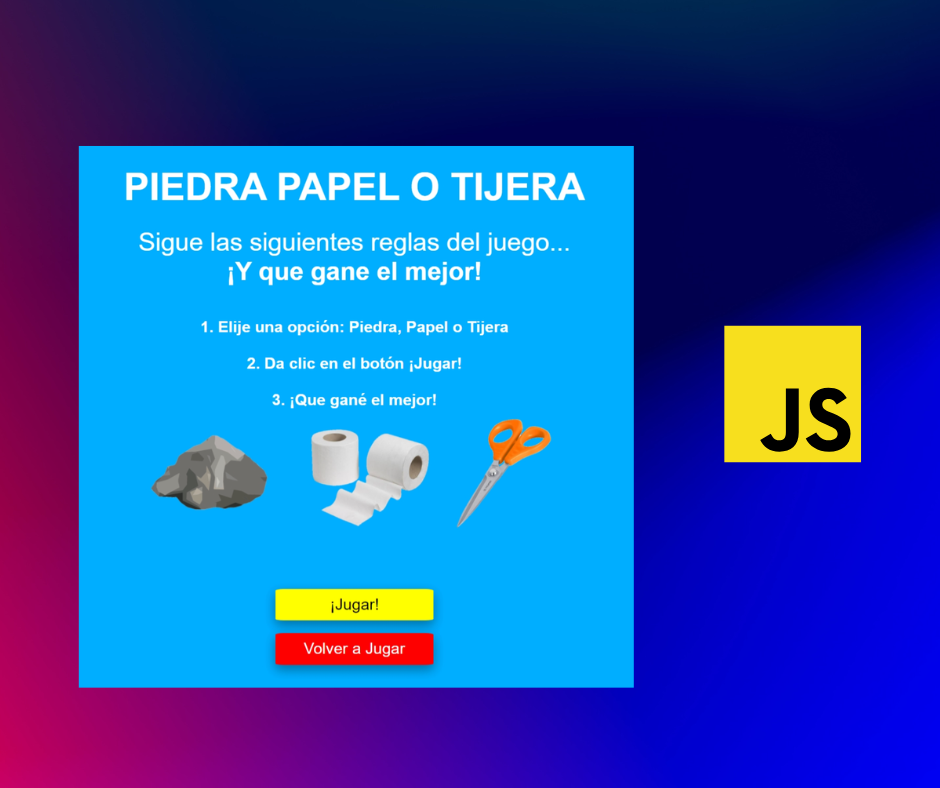 PIEDRA PAPEL O TIJERA
Sigue las siguientes reglas del juego...
¡Y que gane el mejor!
1. Elije una opción: Piedra, Papel o Tijera
2. Da clic en el botón ¡Jugar!
3. ¡Que gané el mejor!
JS
¡Jugar!
Volver a Jugar